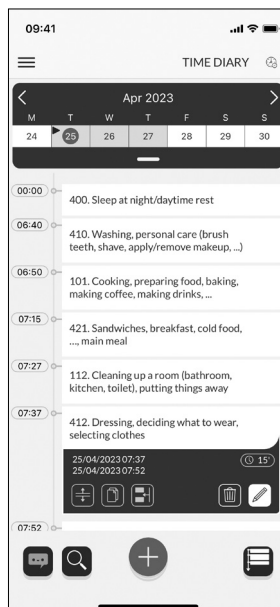 09:41
TIME DIARY
Apr 2023
M T W T F S S
24 25 26 27 28 29 30
00:00
400. Sleep at night/daytime rest
06:40
410. Washing, personal care (brush
teeth, shave, apply/remove makeup, ...)
06:50
101. Cooking, preparing food, baking,
making coffee, making drinks, ...
07:15
421. Sandwiches, breakfast, cold food,
..., main meal
07:27
112. Cleaning up a room (bathroom,
kitchen, toilet), putting things away
07:37
412. Dressing, deciding what to wear,
selecting clothes
25/04/2023 07:37
15'
25/04/2023 07:52
07:52